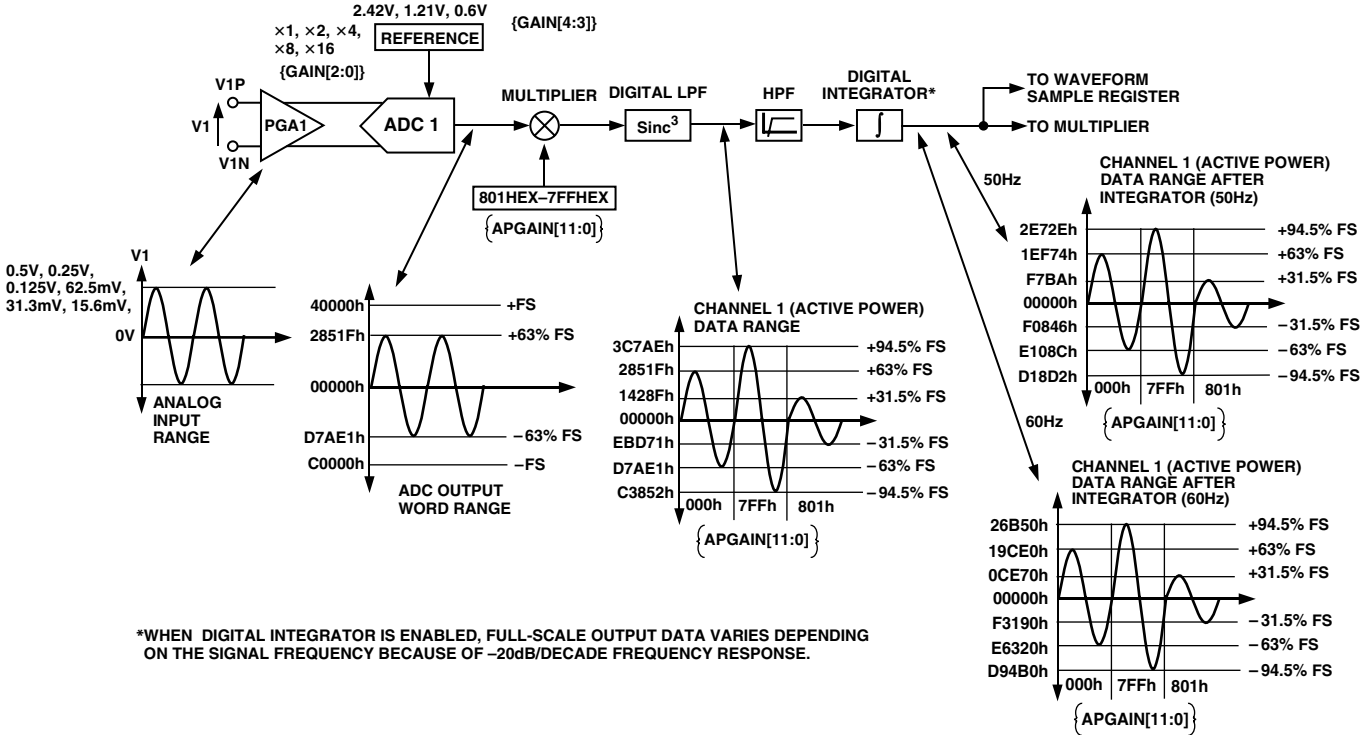 2.42V, 1.21V, 0.6V
{GAIN[4:3]}
×1, ×2, ×4,
×8, ×16
REFERENCE
{GAIN[2:0]}
V1P
V1
V1N
PGA1
ADC 1
MULTIPLIER
DIGITAL LPF
Sinc3
HPF
DIGITAL
INTEGRATOR*
∫
TO WAVEFORM
SAMPLE REGISTER
TO MULTIPLIER
801HEX–7FFHEX
{APGAIN[11:0]}
50Hz
60Hz
V1
0.5V, 0.25V,
0.125V, 62.5mV,
31.3mV, 15.6mV,
0V
ANALOG
INPUT
RANGE
40000h
+FS
2851Fh
+63% FS
00000h
D7AE1h
–63% FS
C0000h
–FS
ADC OUTPUT
WORD RANGE
CHANNEL 1 (ACTIVE POWER)
DATA RANGE
3C7AEh
+94.5% FS
2851Fh
+63% FS
1428Fh
+31.5% FS
00000h
EBD71h
–31.5% FS
D7AE1h
–63% FS
C3852h
–94.5% FS
000h 7FFh 801h
{APGAIN[11:0]}
CHANNEL 1 (ACTIVE POWER)
DATA RANGE AFTER
INTEGRATOR (50Hz)
2E72Eh
+94.5% FS
1EF74h
+63% FS
F7BAh
+31.5% FS
00000h
F0846h
–31.5% FS
E108Ch
–63% FS
D18D2h
–94.5% FS
000h 7FFh 801h
{APGAIN[11:0]}
CHANNEL 1 (ACTIVE POWER)
DATA RANGE AFTER
INTEGRATOR (60Hz)
26B50h
+94.5% FS
19CE0h
+63% FS
0CE70h
+31.5% FS
00000h
F3190h
–31.5% FS
E6320h
–63% FS
D94B0h
–94.5% FS
000h 7FFh 801h
{APGAIN[11:0]}
*WHEN DIGITAL INTEGRATOR IS ENABLED, FULL-SCALE OUTPUT DATA VARIES DEPENDING
ON THE SIGNAL FREQUENCY BECAUSE OF –20dB/DECADE FREQUENCY RESPONSE.